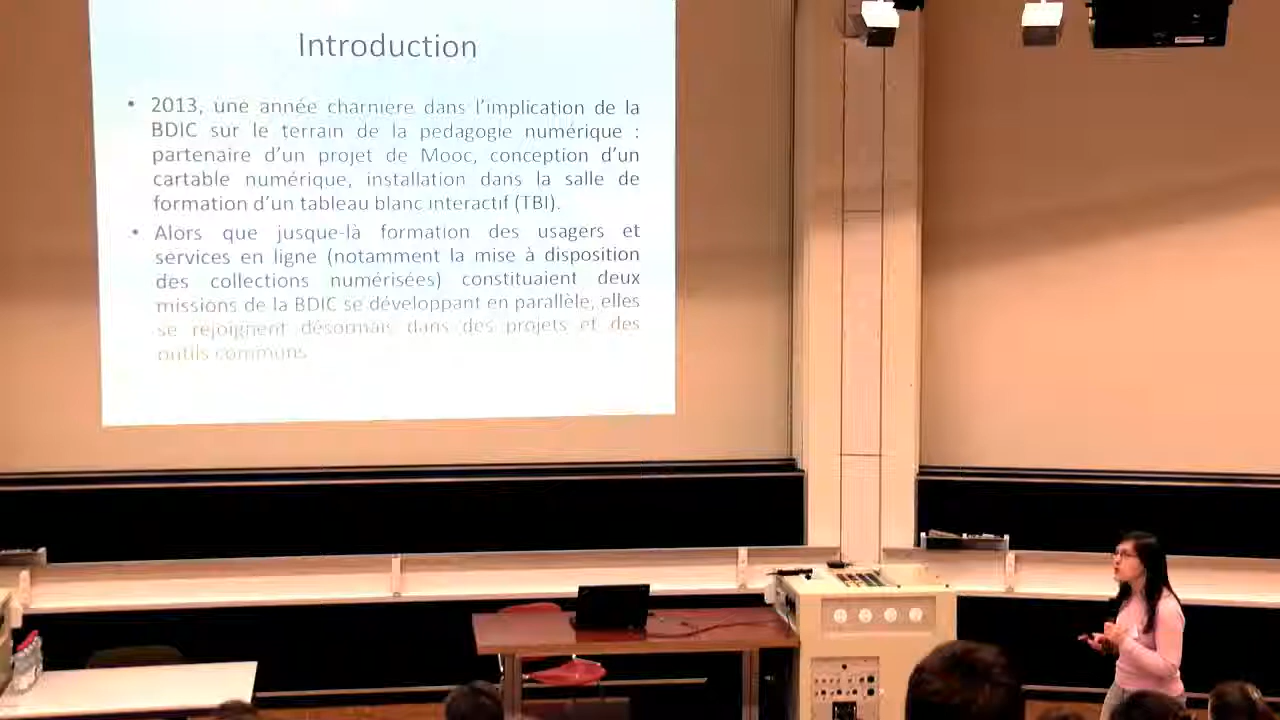 Introduction
• 2013, une année charniere dans l'implication de la
BDIC sur le terrain de la pedagogie numérique :
partenaire d'un projet de Mooc, conception d'un
cartable numérique, installation dans la salle de
formation d'un tableau blanc interactif (TBI).
• Alors que jusque-là formation des usagers et
services en ligne (notamment la mise à disposition
des collections numérisées) constituaient deux
missions de la BDIC se développant en parallèle, elles
se rejoignent désormais dans des projets et des
outils communs